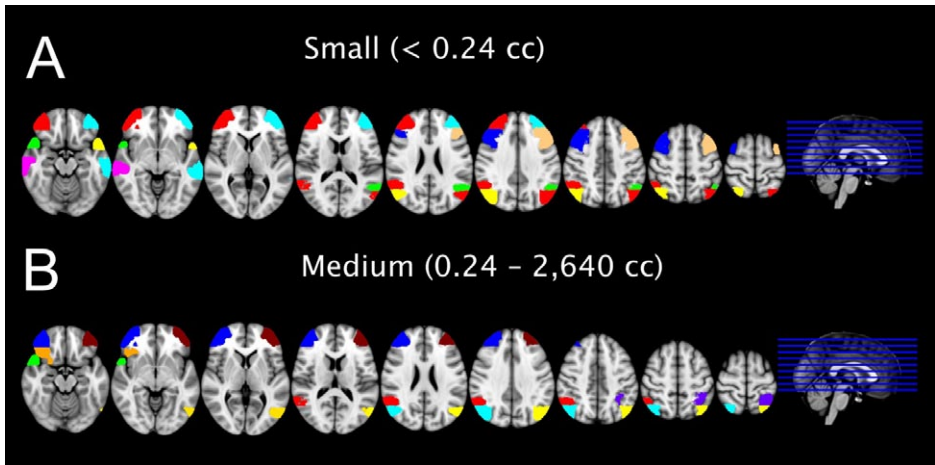 A
Small (< 0.24 cc)
B
Medium (0.24 – 2,640 cc)